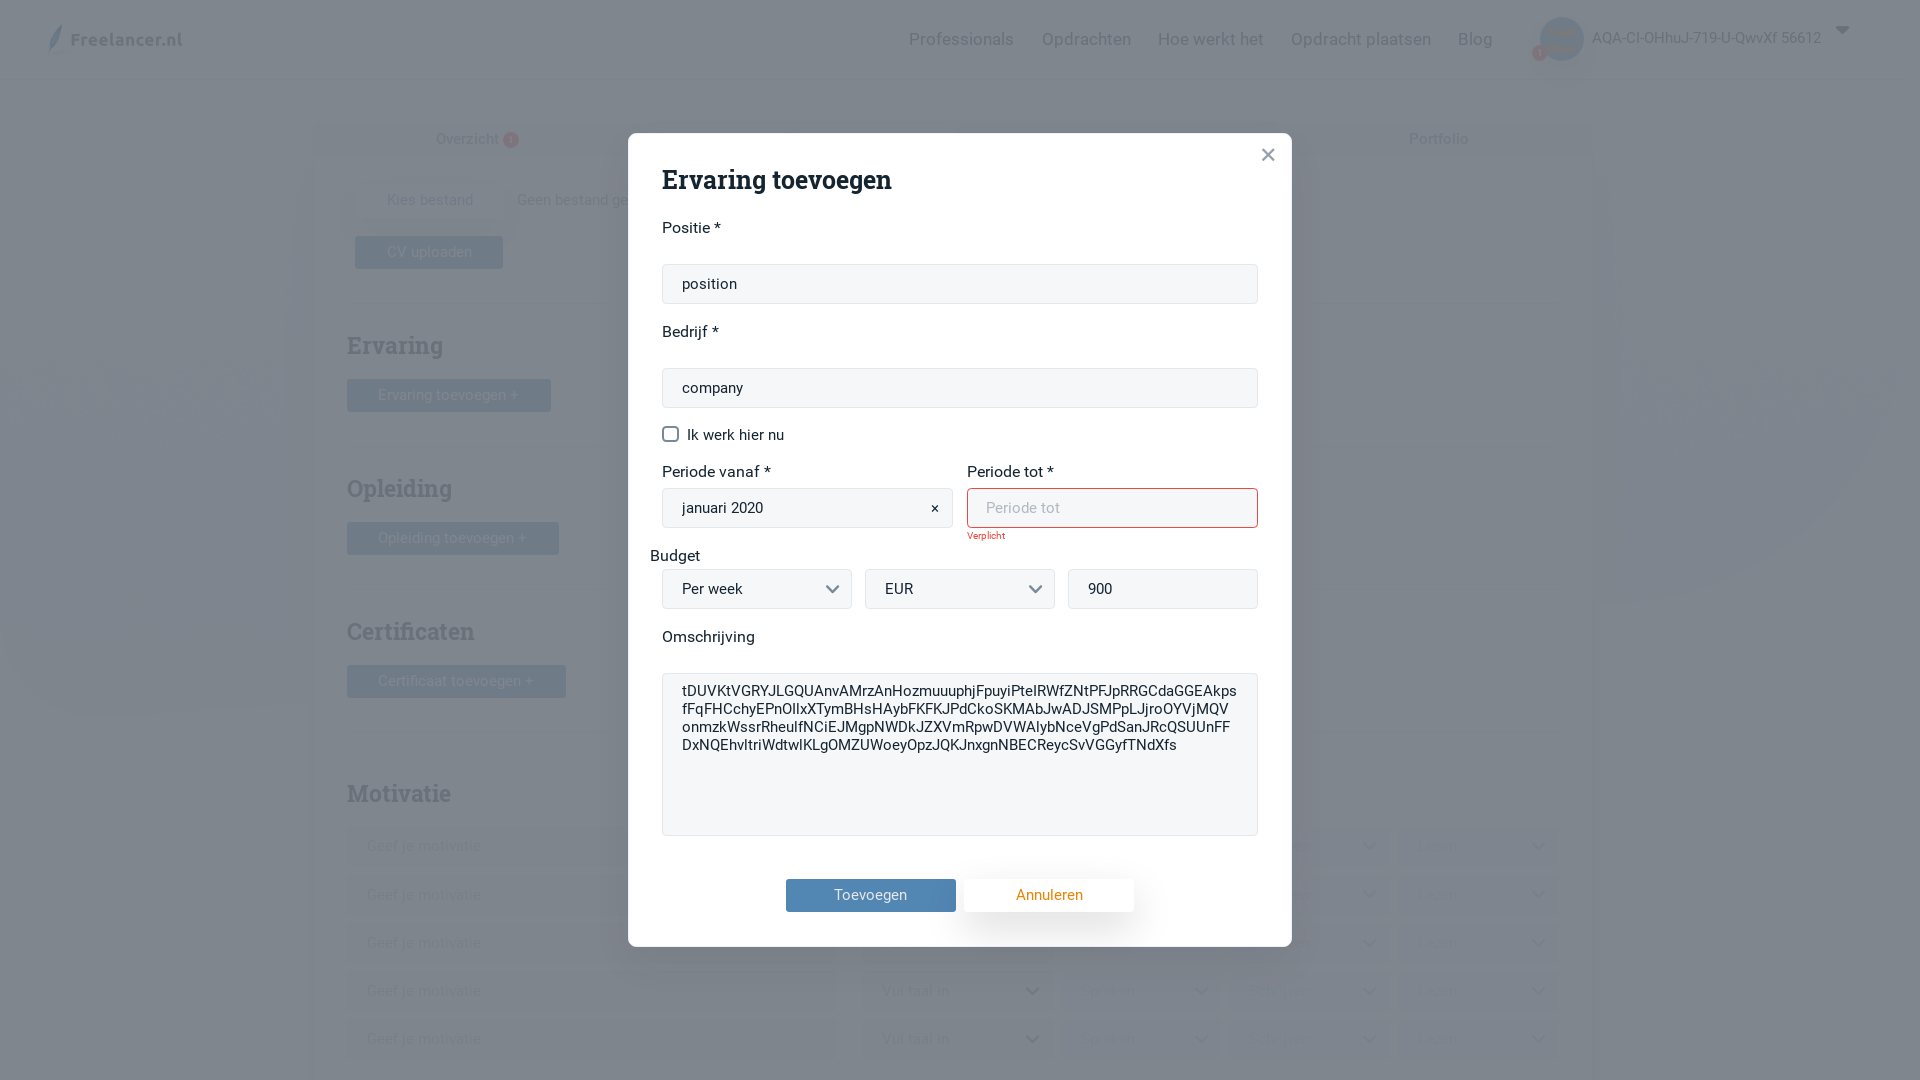 Freelancer.nl
Professionals
Opdrachten
Hoe werkt het
Opdracht plaatsen
Blog
AQA-CI-OHhuJ-719-U-QwvXf 56612
Overzicht
Portfolio
Kies bestand
Geen bestand ge
CV uploaden
Ervaring
Ervaring toevoegen +
Opleiding
Opleiding toevoegen +
Certificaten
Certificaat toevoegen +
Motivatie
Geef je motivatie
Geef je motivatie
Geef je motivatie
Geef je motivatie
Vul taal in
Geef je motivatie
Vul taal in
Ervaring toevoegen
Positie *
position
Bedrijf *
company
Ik werk hier nu
Periode vanaf *
Periode tot *
januari 2020 ×
Periode tot
Verplicht
Budget
Per week
EUR
900
Omschrijving
tDUVKtVGRYJLGQUAnvAMrzAnHozmuuuphjFpuyiPteIRWfZNtPFJpRRGCdaGGEAkps
fFqFHCchyEPnOIlxXTymBHsHAybFKFKJPdCkoSKMAbJwADJSMPpLJjroOYVjMQV
onmzkWssrRheulfNCiEJMgpNWDkJZXVmRpwDVWAlybNceVgPdSanJRcQSUUnFF
DxNQEhvltriWdtwlKLgOMZUWoeyOpzJQKJnxgnNBECReycSvVGGyfTNdXfs
Toevoegen
Annuleren